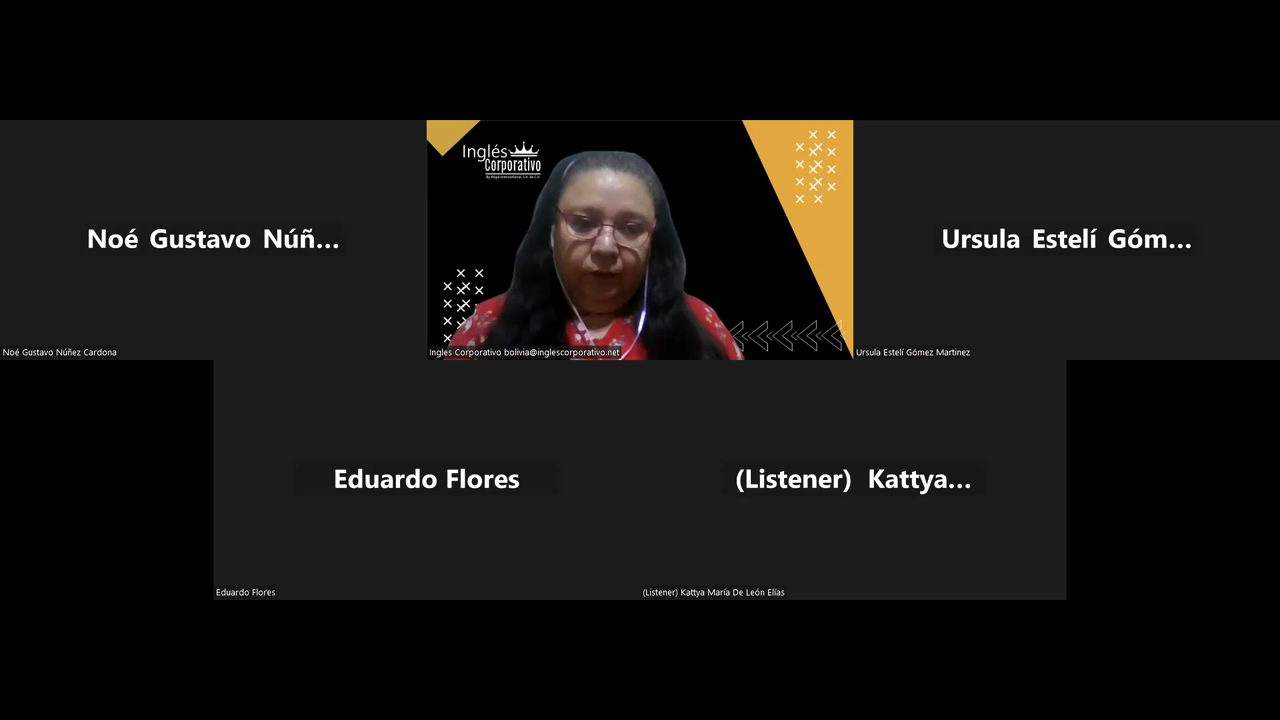 Noé Gustavo Núñ...
Inglés
Corporativo
Ursula Estelí Góm...
Noé Gustavo Núñez Cardona
Ingles Corporativo bolivia@inglescorporativo.net
Ursula Estelí Gómez Martinez
Eduardo Flores
(Listener) Kattya...
Eduardo Flores
(Listener) Kattya María De León Elías